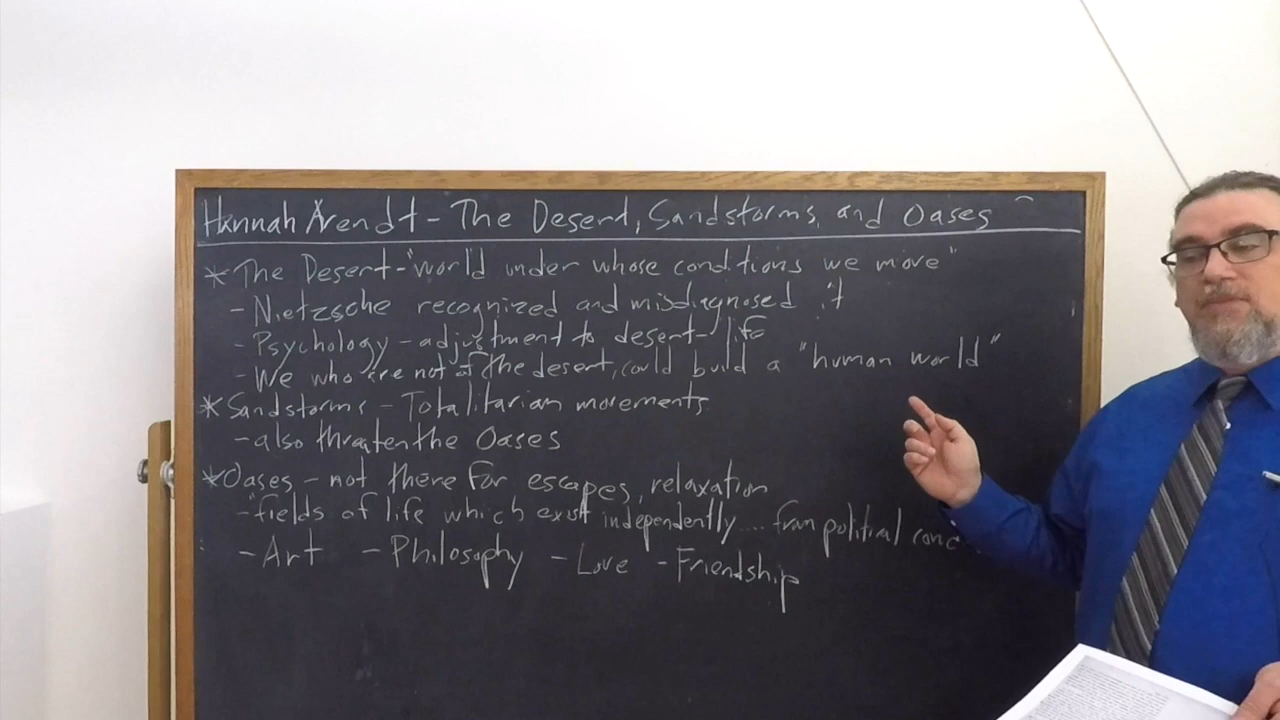 Hannah Arendt - The Desert, Sandstorms, and Oases
* The Desert - "world under whose conditions we move"
- Nietzsche recognized and misdiagnosed it
- Psychology - adjustment to desert-life
- We who are not of the desert, could build a "human world"
* Sandstorms - Totalitarian movements
- also threaten the Oases
* Oases - not there for escapes, relaxation
- "fields of life which exist independently.... from political conc
- Art - Philosophy - Love - Friendship